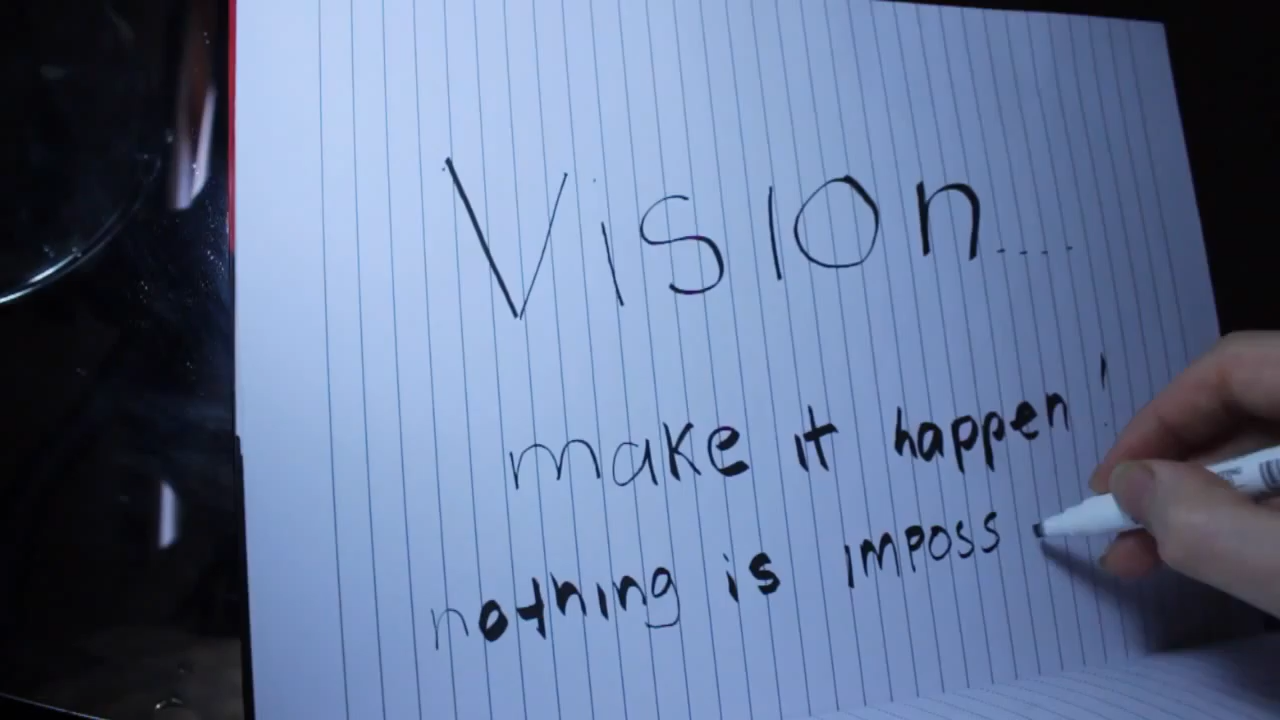 Vision....
make it happen!
nothing is imposs